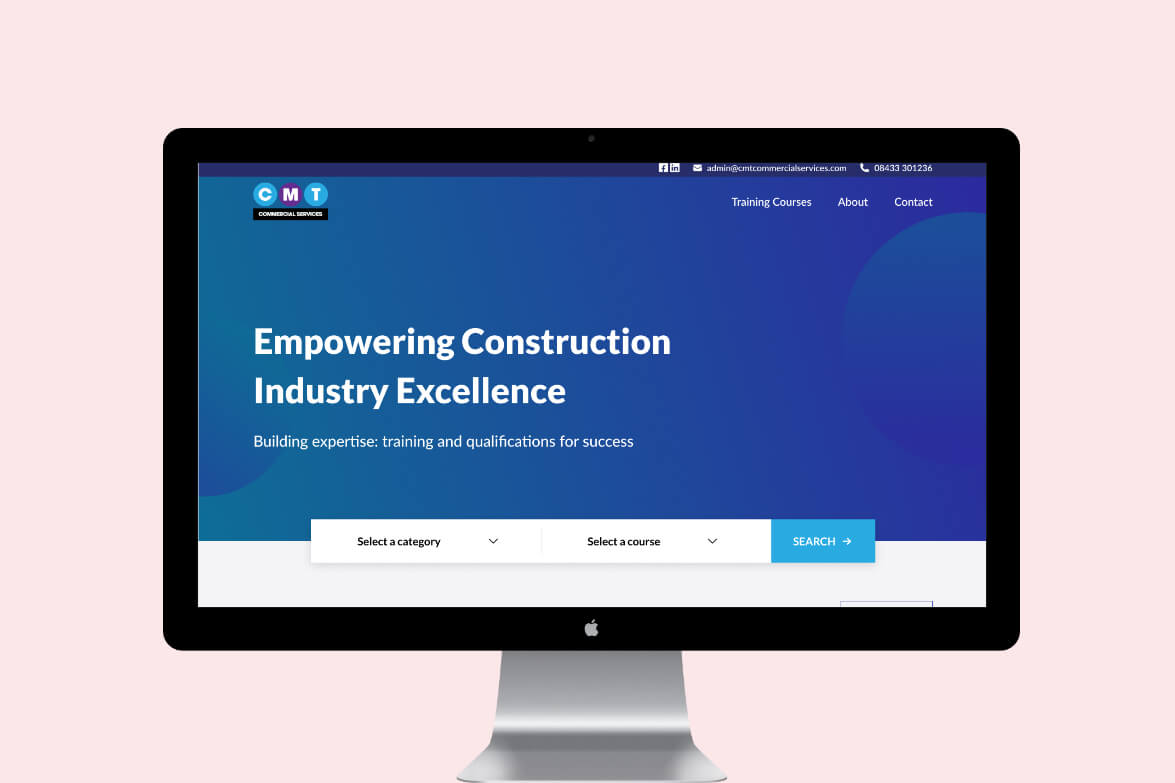 admin@cmtcommercialservices.com 08433 301236
CMT
COMMERCIAL SERVICES
Training Courses About Contact
Empowering Construction
Industry Excellence
Building expertise: training and qualifications for success
Select a category Select a course SEARCH